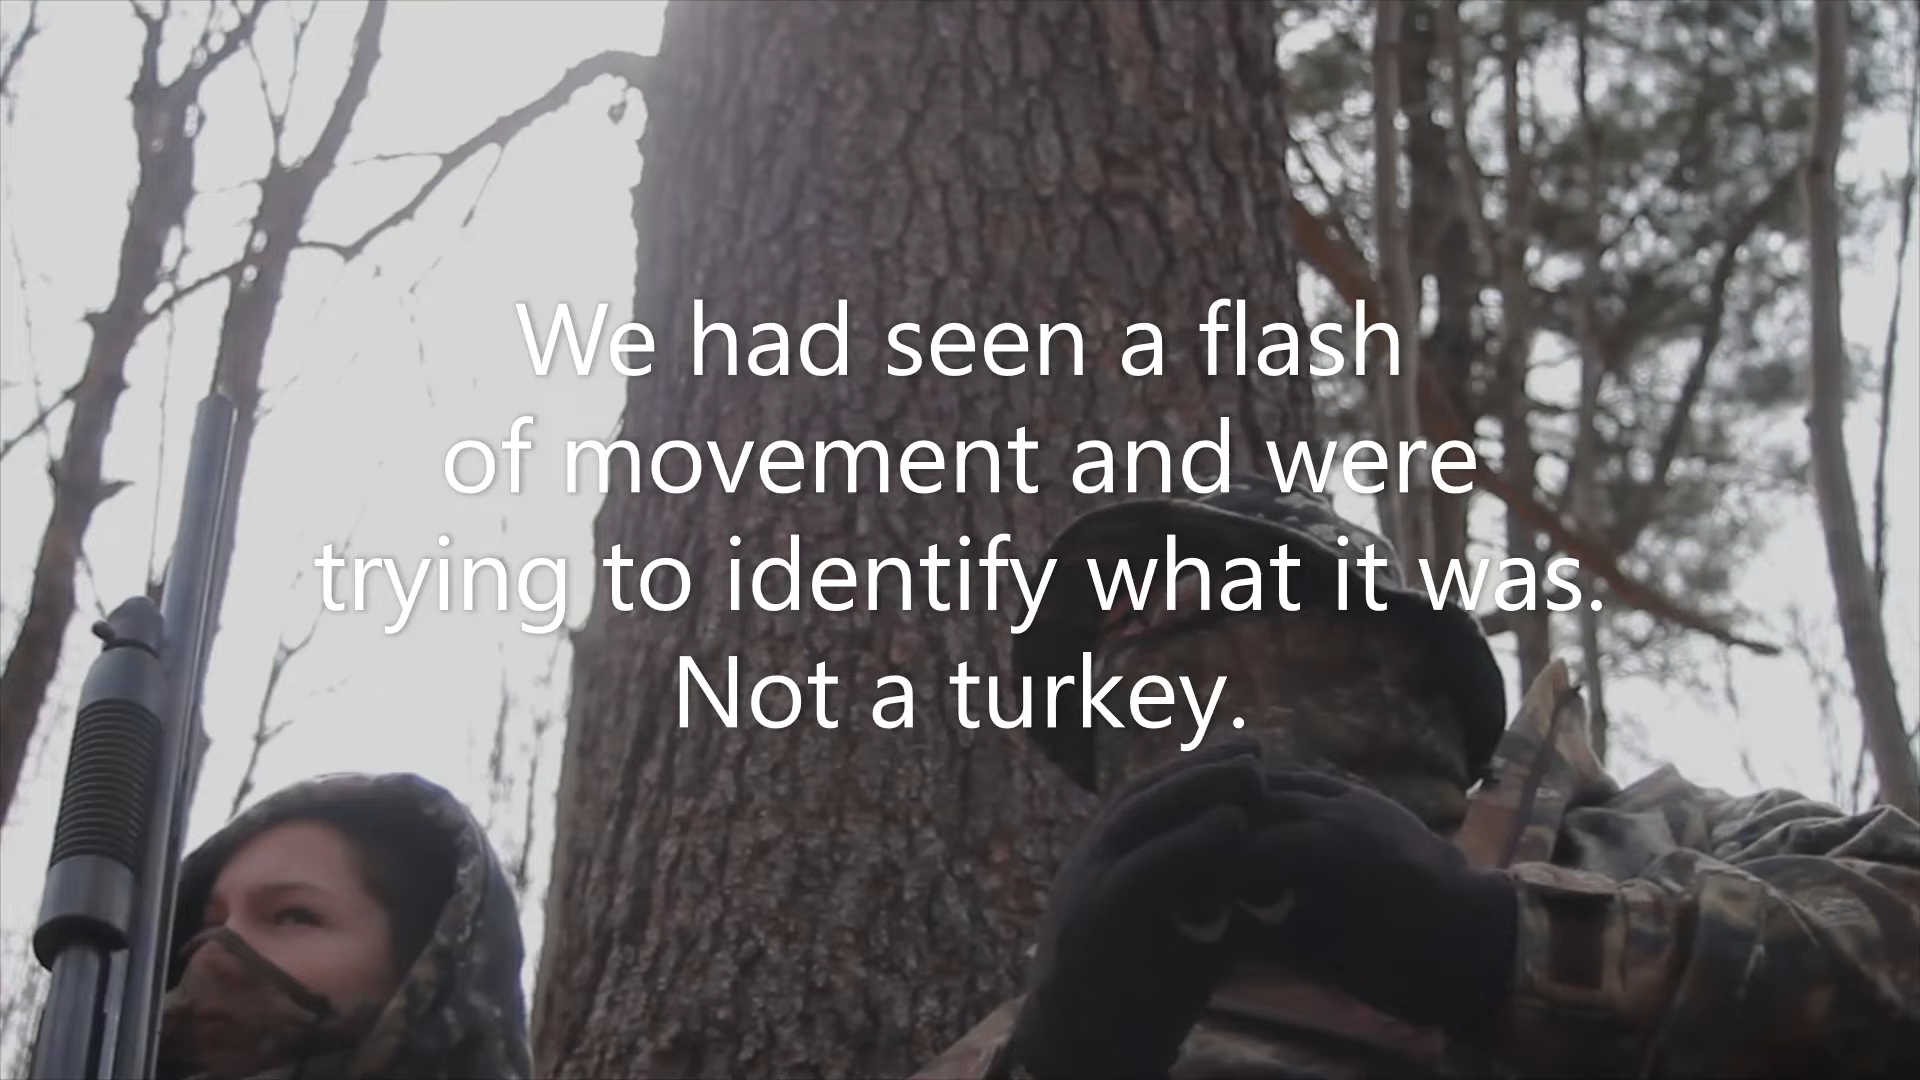 We had seen a flash
of movement and were
trying to identify what it was.
Not a turkey.